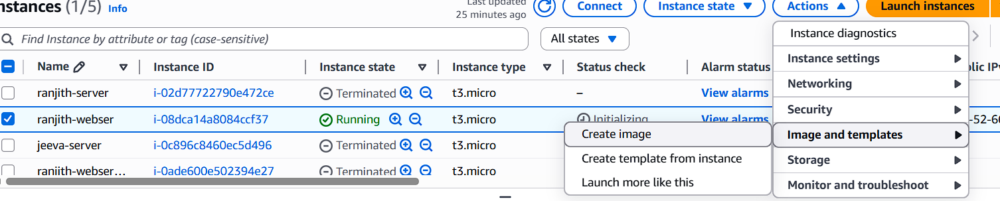 nstances (1/5) Info
Last updated
25 minutes ago
Connect
Instance state
Actions
Launch instances
Find Instance by attribute or tag (case-sensitive)
All states
Name
Instance ID
Instance state
Instance type
Status check
Alarm status
blic IPv
ranjith-server
i-02d77722790e472ce
Terminated
t3.micro
–
View alarms
ranjith-webser
i-08dca14a8084ccf37
Running
t3.micro
Initializing
View alarms
-52-66
jeeva-server
i-0c896c8460ec5d496
Terminated
t3.micro
ranjith-webser...
i-0ade600e502394e27
Terminated
t3.micro
Instance diagnostics
Instance settings
Networking
Security
Image and templates
Storage
Monitor and troubleshoot
Create image
Create template from instance
Launch more like this